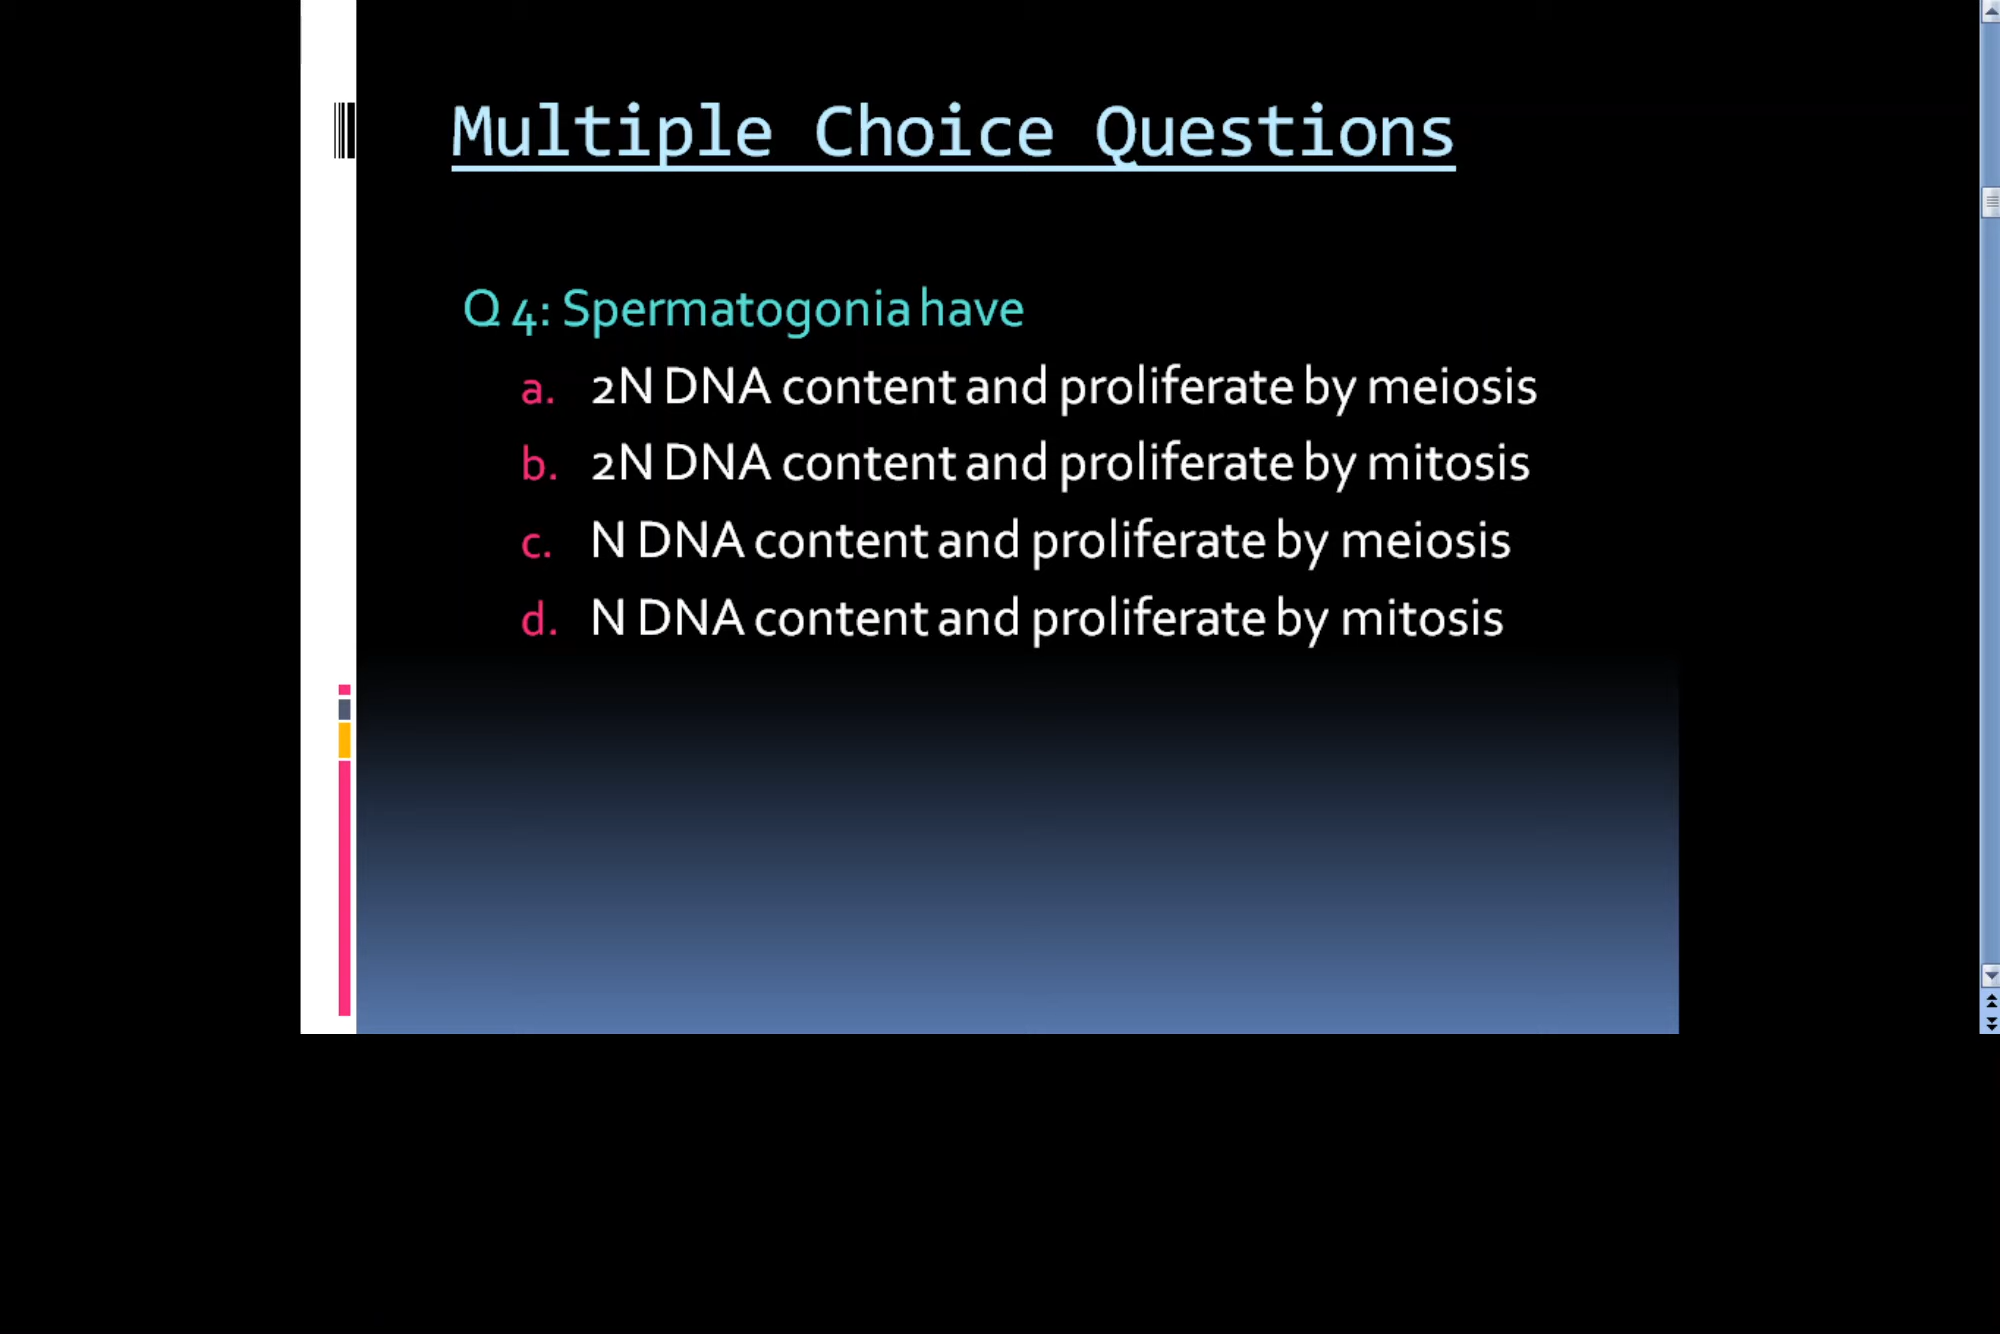 Multiple Choice Questions
Q 4: Spermatogonia have
a. 2N DNA content and proliferate by meiosis
b. 2N DNA content and proliferate by mitosis
c. N DNA content and proliferate by meiosis
d. N DNA content and proliferate by mitosis